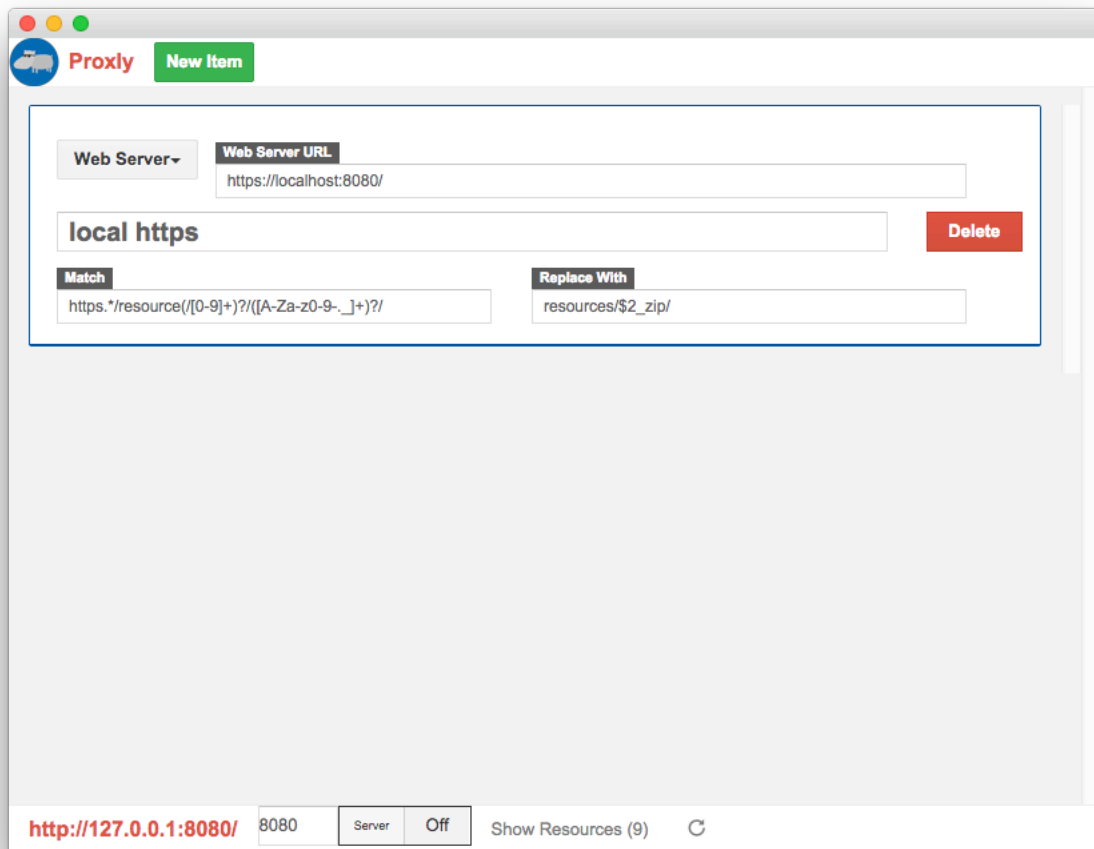 Proxly
New Item
Web Server
Web Server URL
https://localhost:8080/
local https
Delete
Match
Replace With
https.*/resource(/[0-9]+)?/([A-Za-z0-9-._]+)?/
resources/$2_zip/
http://127.0.0.1:8080/
8080
Server
Off
Show Resources (9)